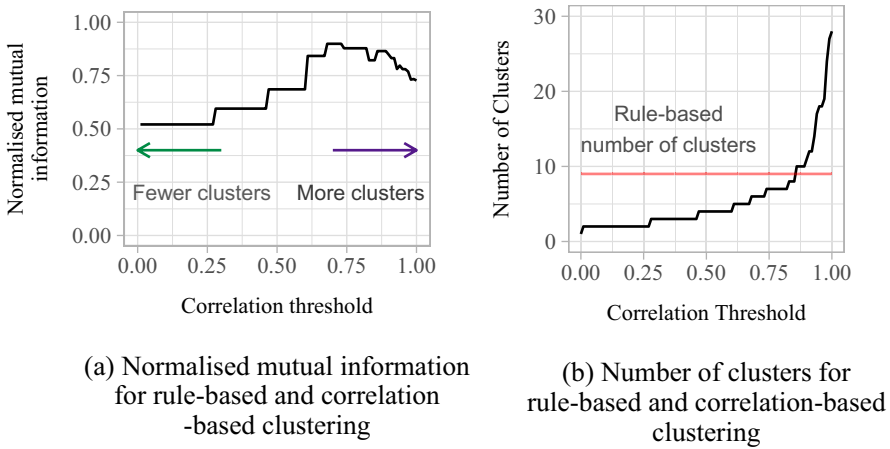 Normalised mutual
information
1.00
0.75
0.50
0.25
0.00
Fewer clusters
More clusters
0.00 0.25 0.50 0.75 1.00
Correlation threshold
(a) Normalised mutual information
for rule-based and correlation
-based clustering
Number of Clusters
30
20
10
0
Rule-based
number of clusters
0.00 0.25 0.50 0.75 1.00
Correlation Threshold
(b) Number of clusters for
rule-based and correlation-based
clustering